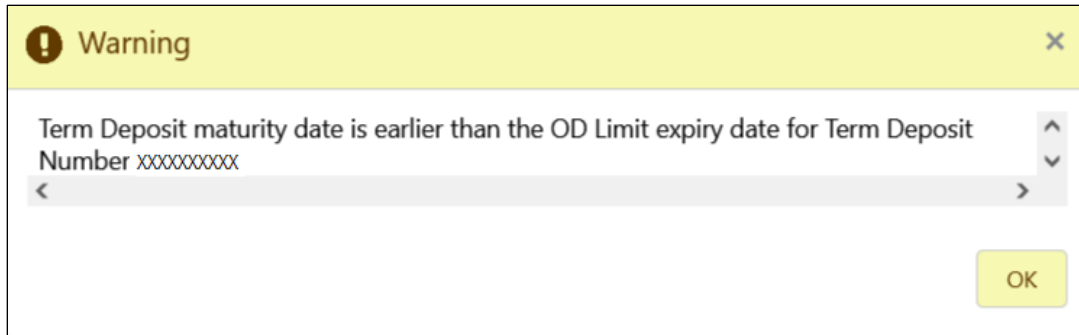 Warning
Term Deposit maturity date is earlier than the OD Limit expiry date for Term Deposit
Number XXXXXXXXXX
OK